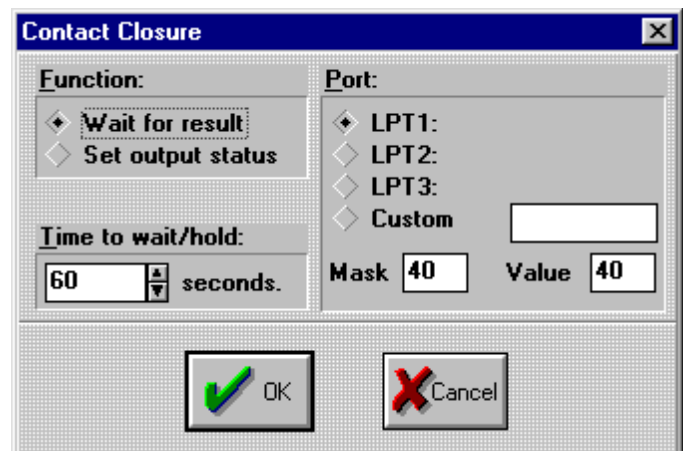 Contact Closure
Function:
Wait for result
Set output status
Time to wait/hold:
60 seconds.
Port:
LPT1:
LPT2:
LPT3:
Custom
Mask 40 Value 40
OK
Cancel